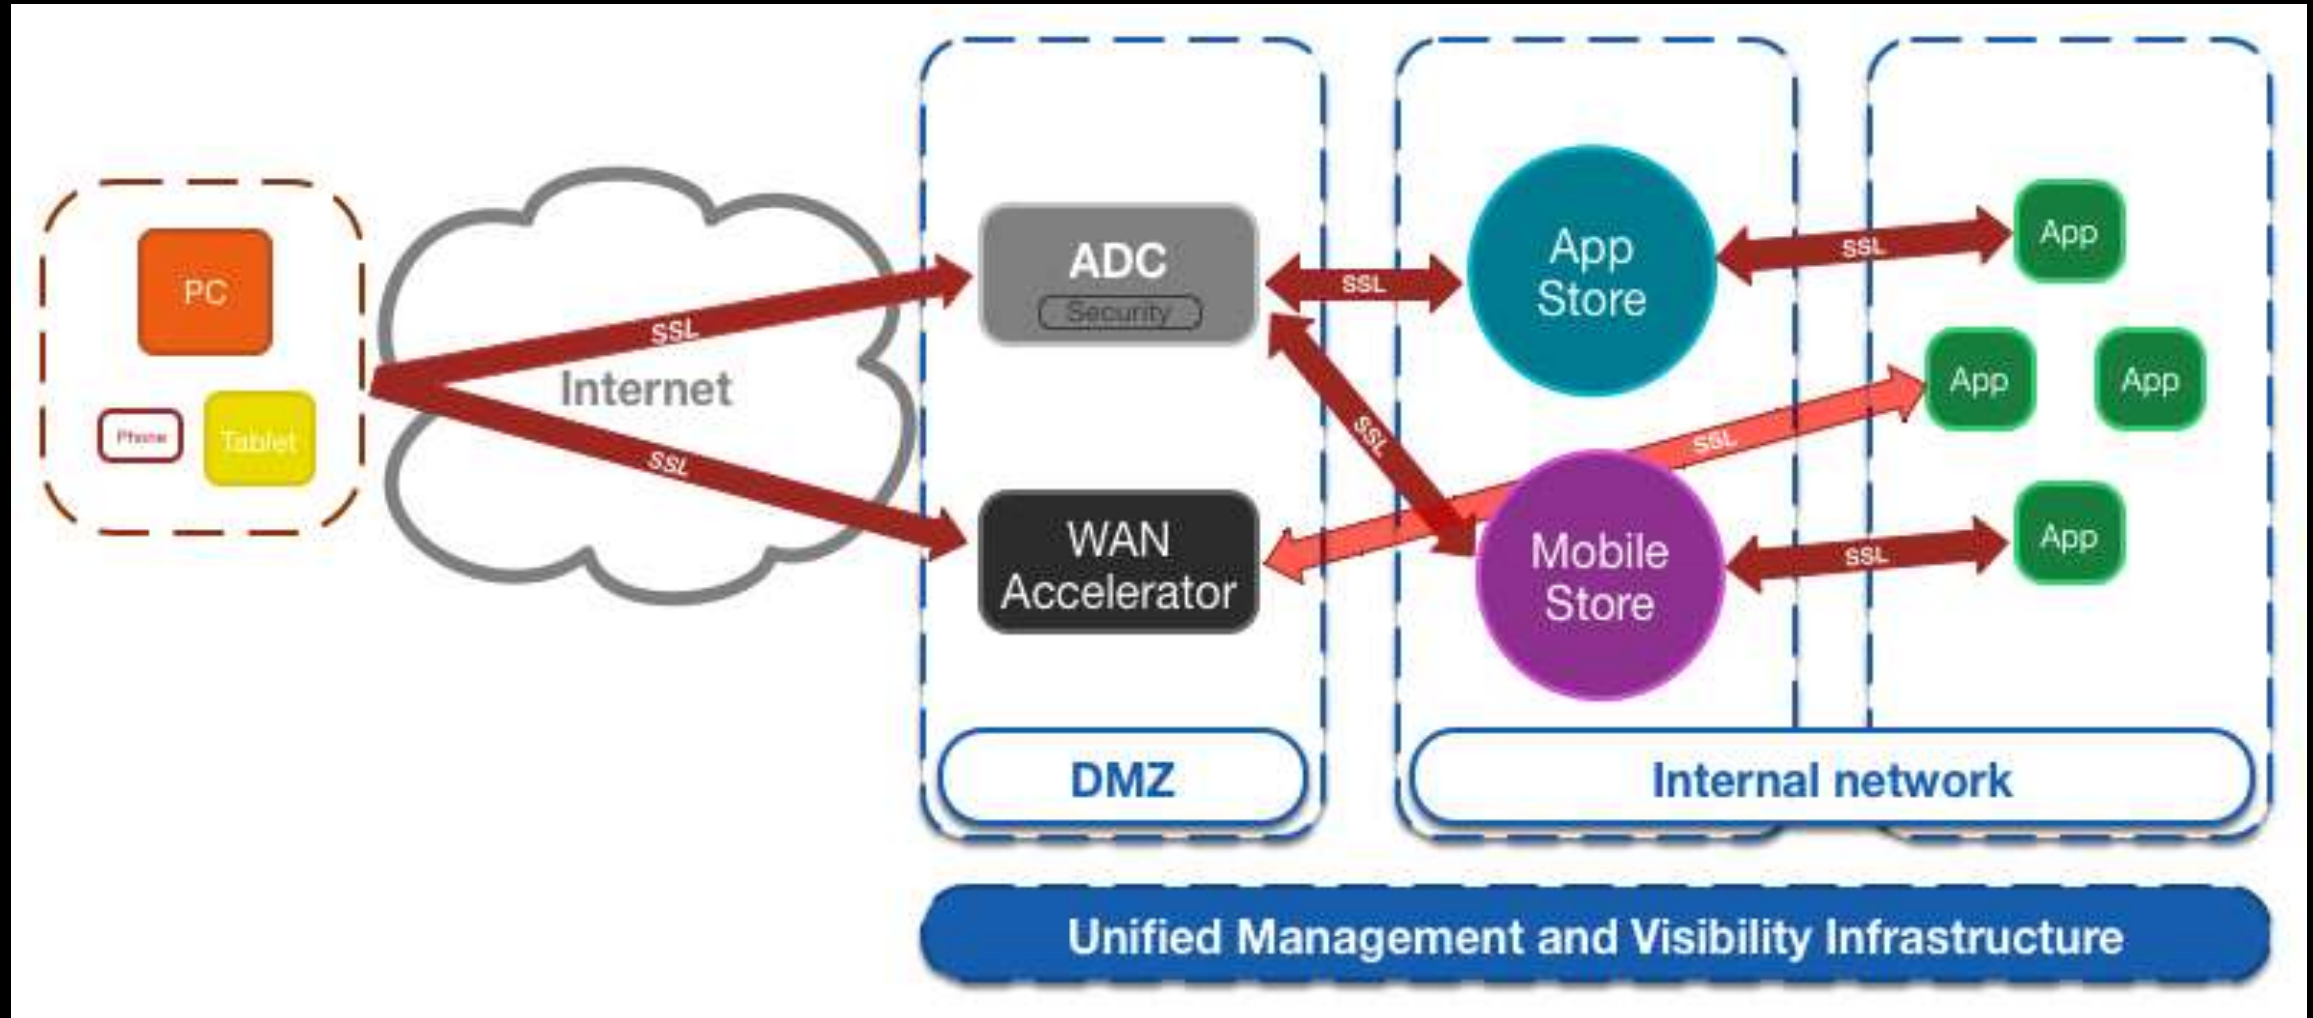 PC
Phone
Tablet
Internet
SSL
SSL
ADC
Security
WAN
Accelerator
DMZ
SSL
SSL
SSL
App
Store
Mobile
Store
SSL
SSL
App
App
App
App
Internal network
Unified Management and Visibility Infrastructure